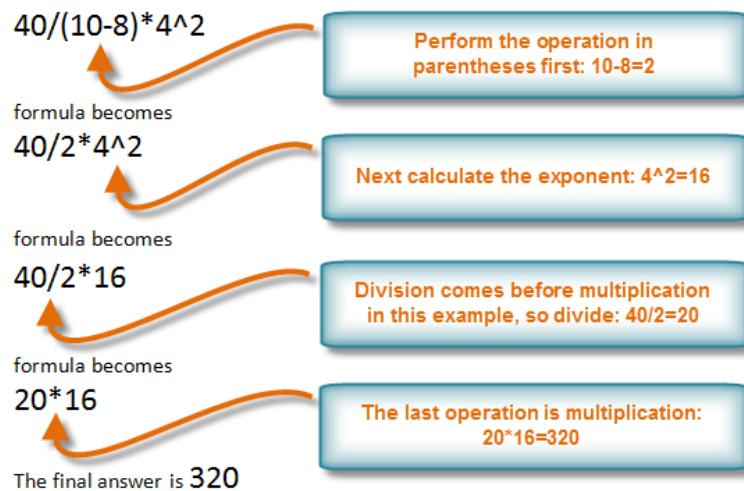 40/(10-8)*4^2
Perform the operation in
parentheses first: 10-8=2
formula becomes
40/2*4^2
Next calculate the exponent: 4^2=16
formula becomes
40/2*16
Division comes before multiplication
in this example, so divide: 40/2=20
formula becomes
20*16
The last operation is multiplication:
20*16=320
The final answer is 320